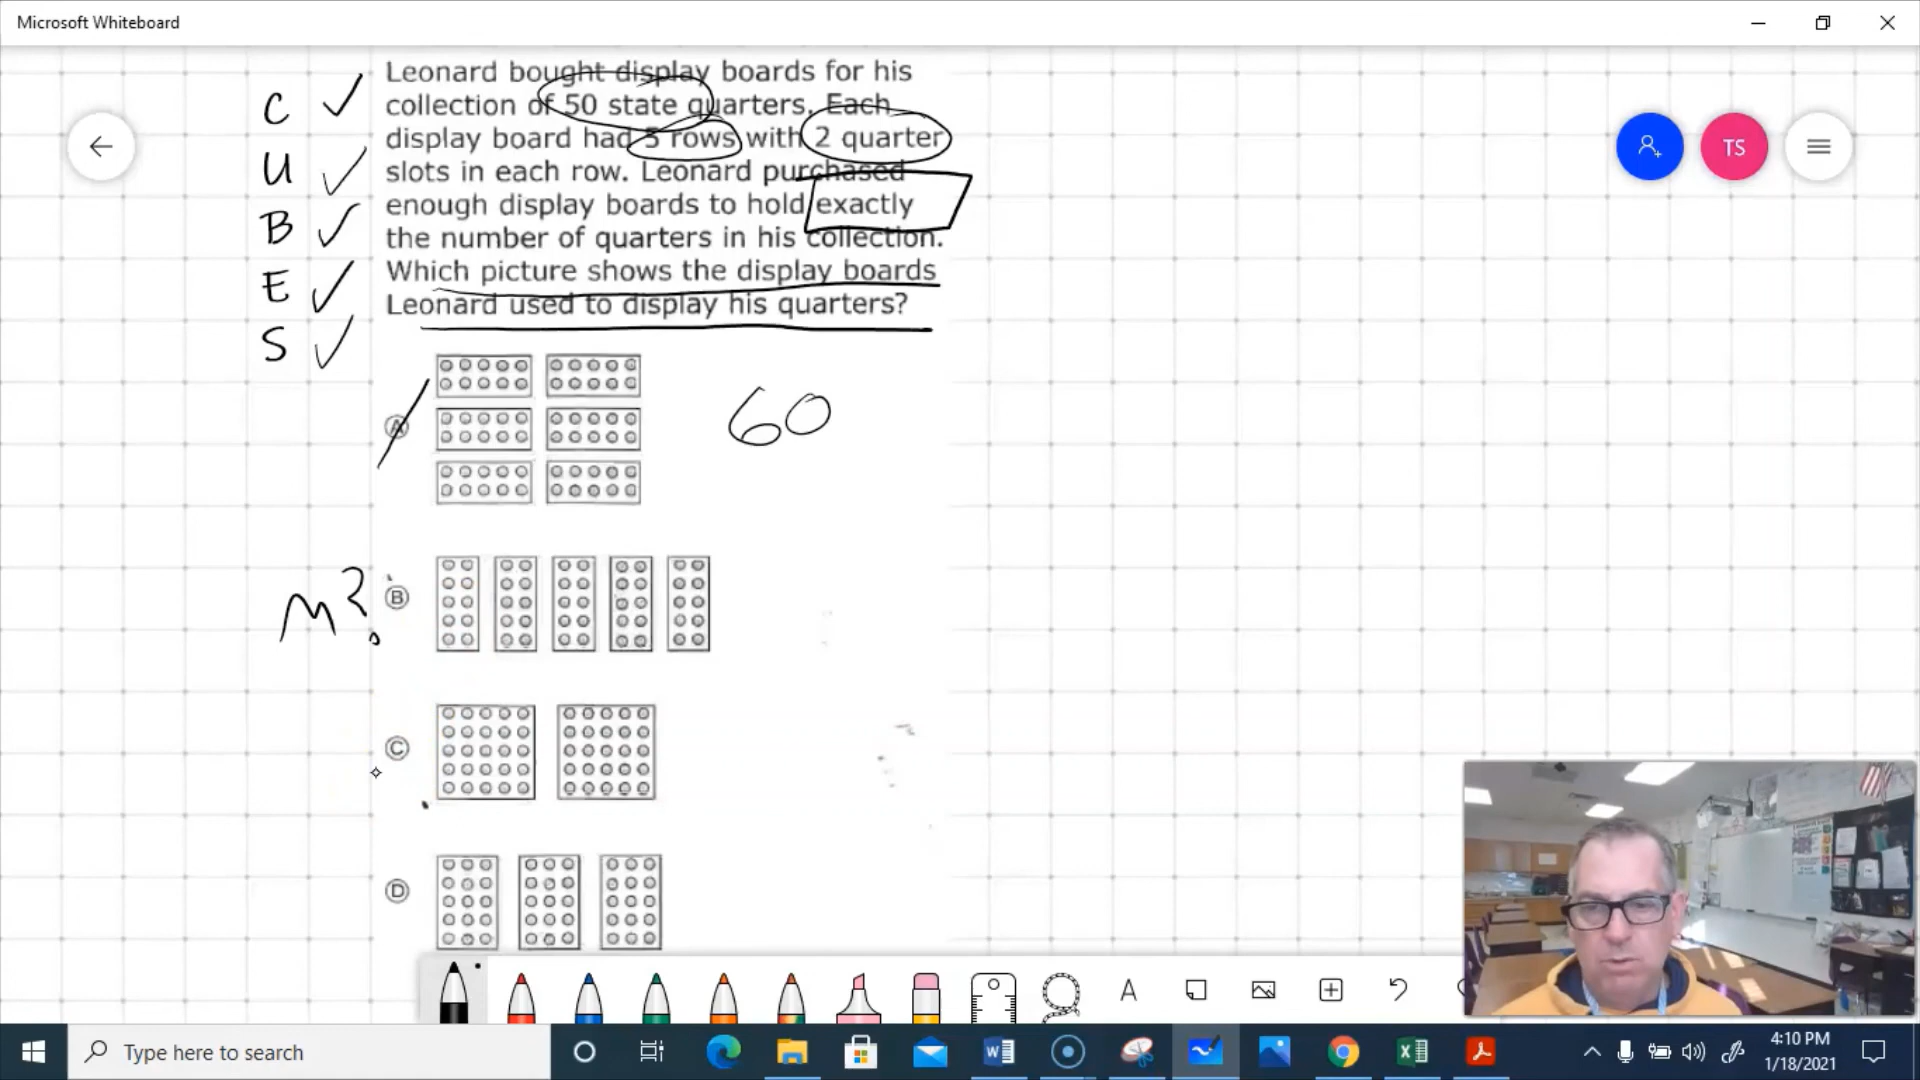 Microsoft Whiteboard
C ✓
U ✓
B ✓
E ✓
S ✓
Leonard bought display boards for his
collection of 50 state quarters. Each
display board had 5 rows with 2 quarter
slots in each row. Leonard purchased
enough display boards to hold exactly
the number of quarters in his collection.
Which picture shows the display boards
Leonard used to display his quarters?
TS
A
60
M?
B
C
D
A
Type here to search
4:10 PM
1/18/2021